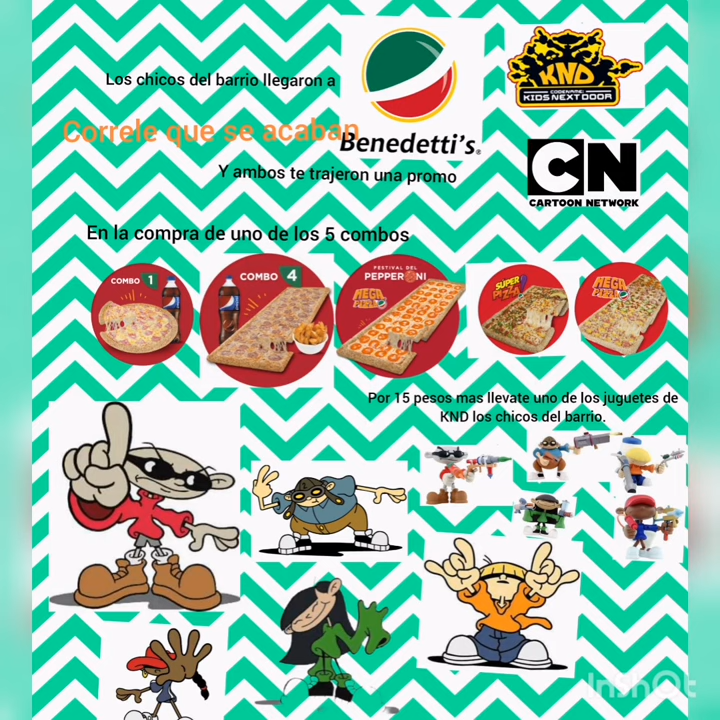 Los chicos del barrio llegaron a
Benedetti's®
KND
CODENAME:
KIDS NEXT DOOR
Correle que se acaban
Y ambos te trajeron una promo
CN
CARTOON NETWORK
En la compra de uno de los 5 combos
COMBO 1
COMBO 4
FESTIVAL DEL
PEPPERONI
MEGA
PIZZA
SUPER
PIZZA
MEGA
PIZZA
Por 15 pesos mas llevate uno de los juguetes de
KND los chicos del barrio.
InShOt